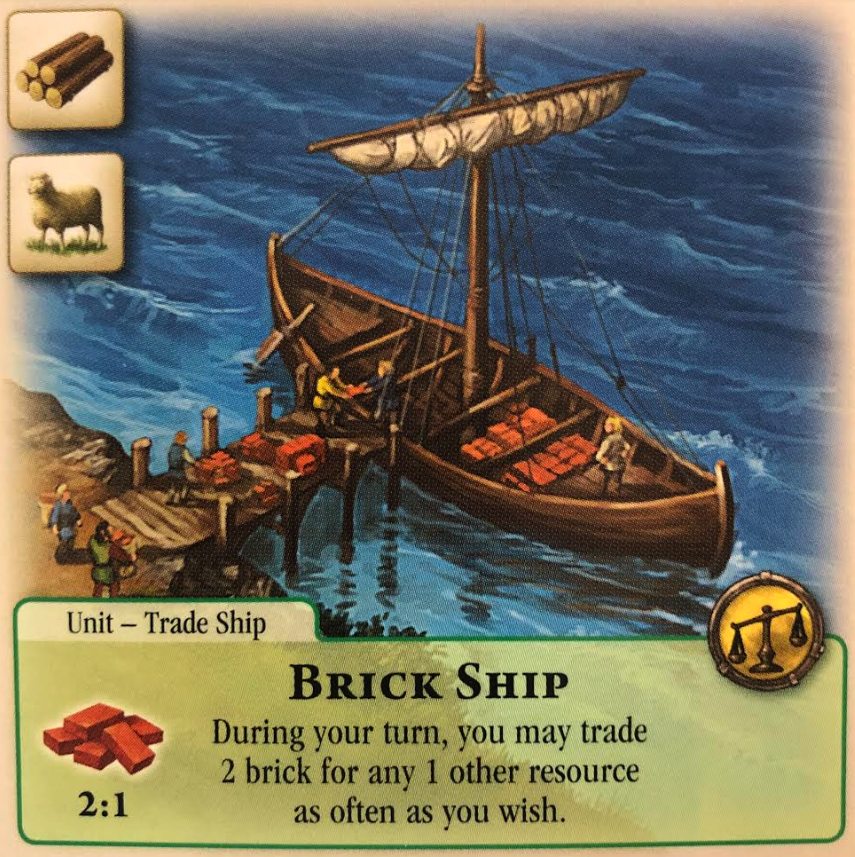 Unit – Trade Ship
Brick Ship
During your turn, you may trade
2 brick for any 1 other resource
as often as you wish.
2:1